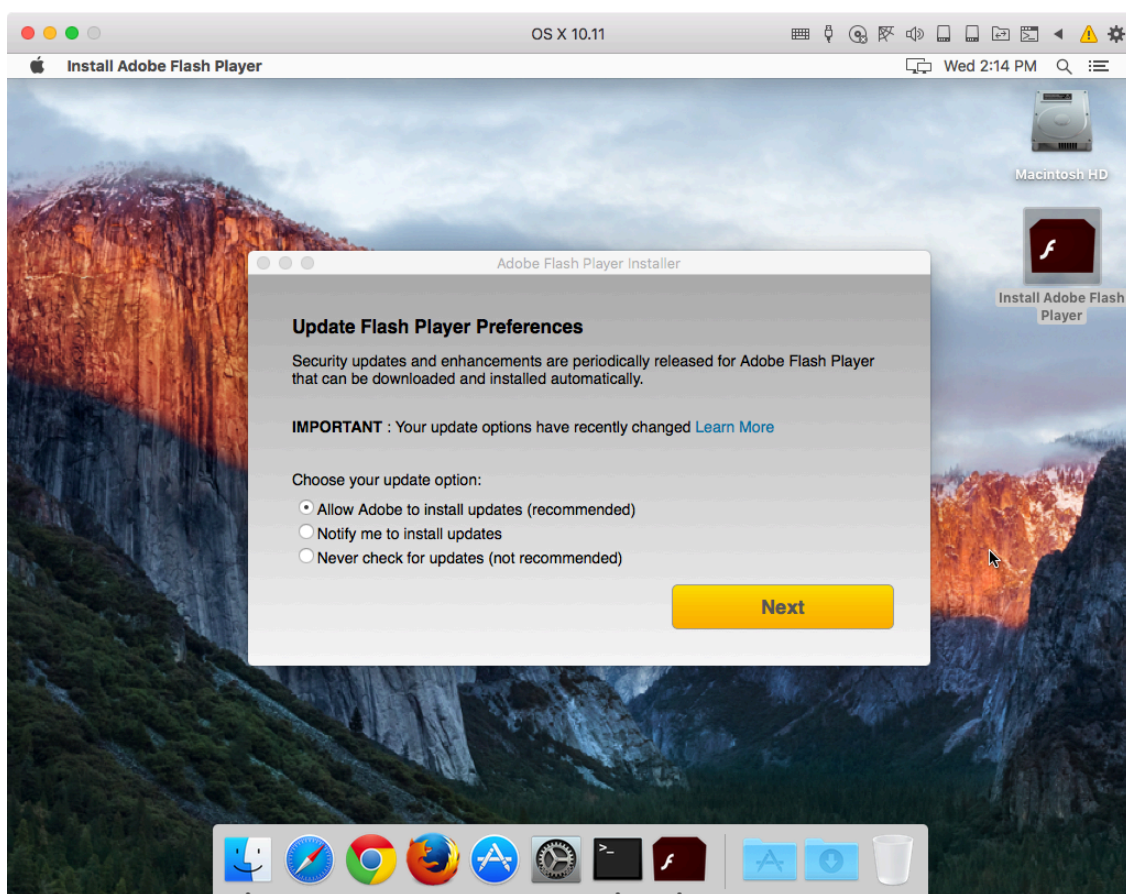 OS X 10.11
Install Adobe Flash Player
Wed 2:14 PM
Macintosh HD
Install Adobe Flash
Player
Adobe Flash Player Installer
Update Flash Player Preferences
Security updates and enhancements are periodically released for Adobe Flash Player
that can be downloaded and installed automatically.
IMPORTANT : Your update options have recently changed Learn More
Choose your update option:
Allow Adobe to install updates (recommended)
Notify me to install updates
Never check for updates (not recommended)
Next